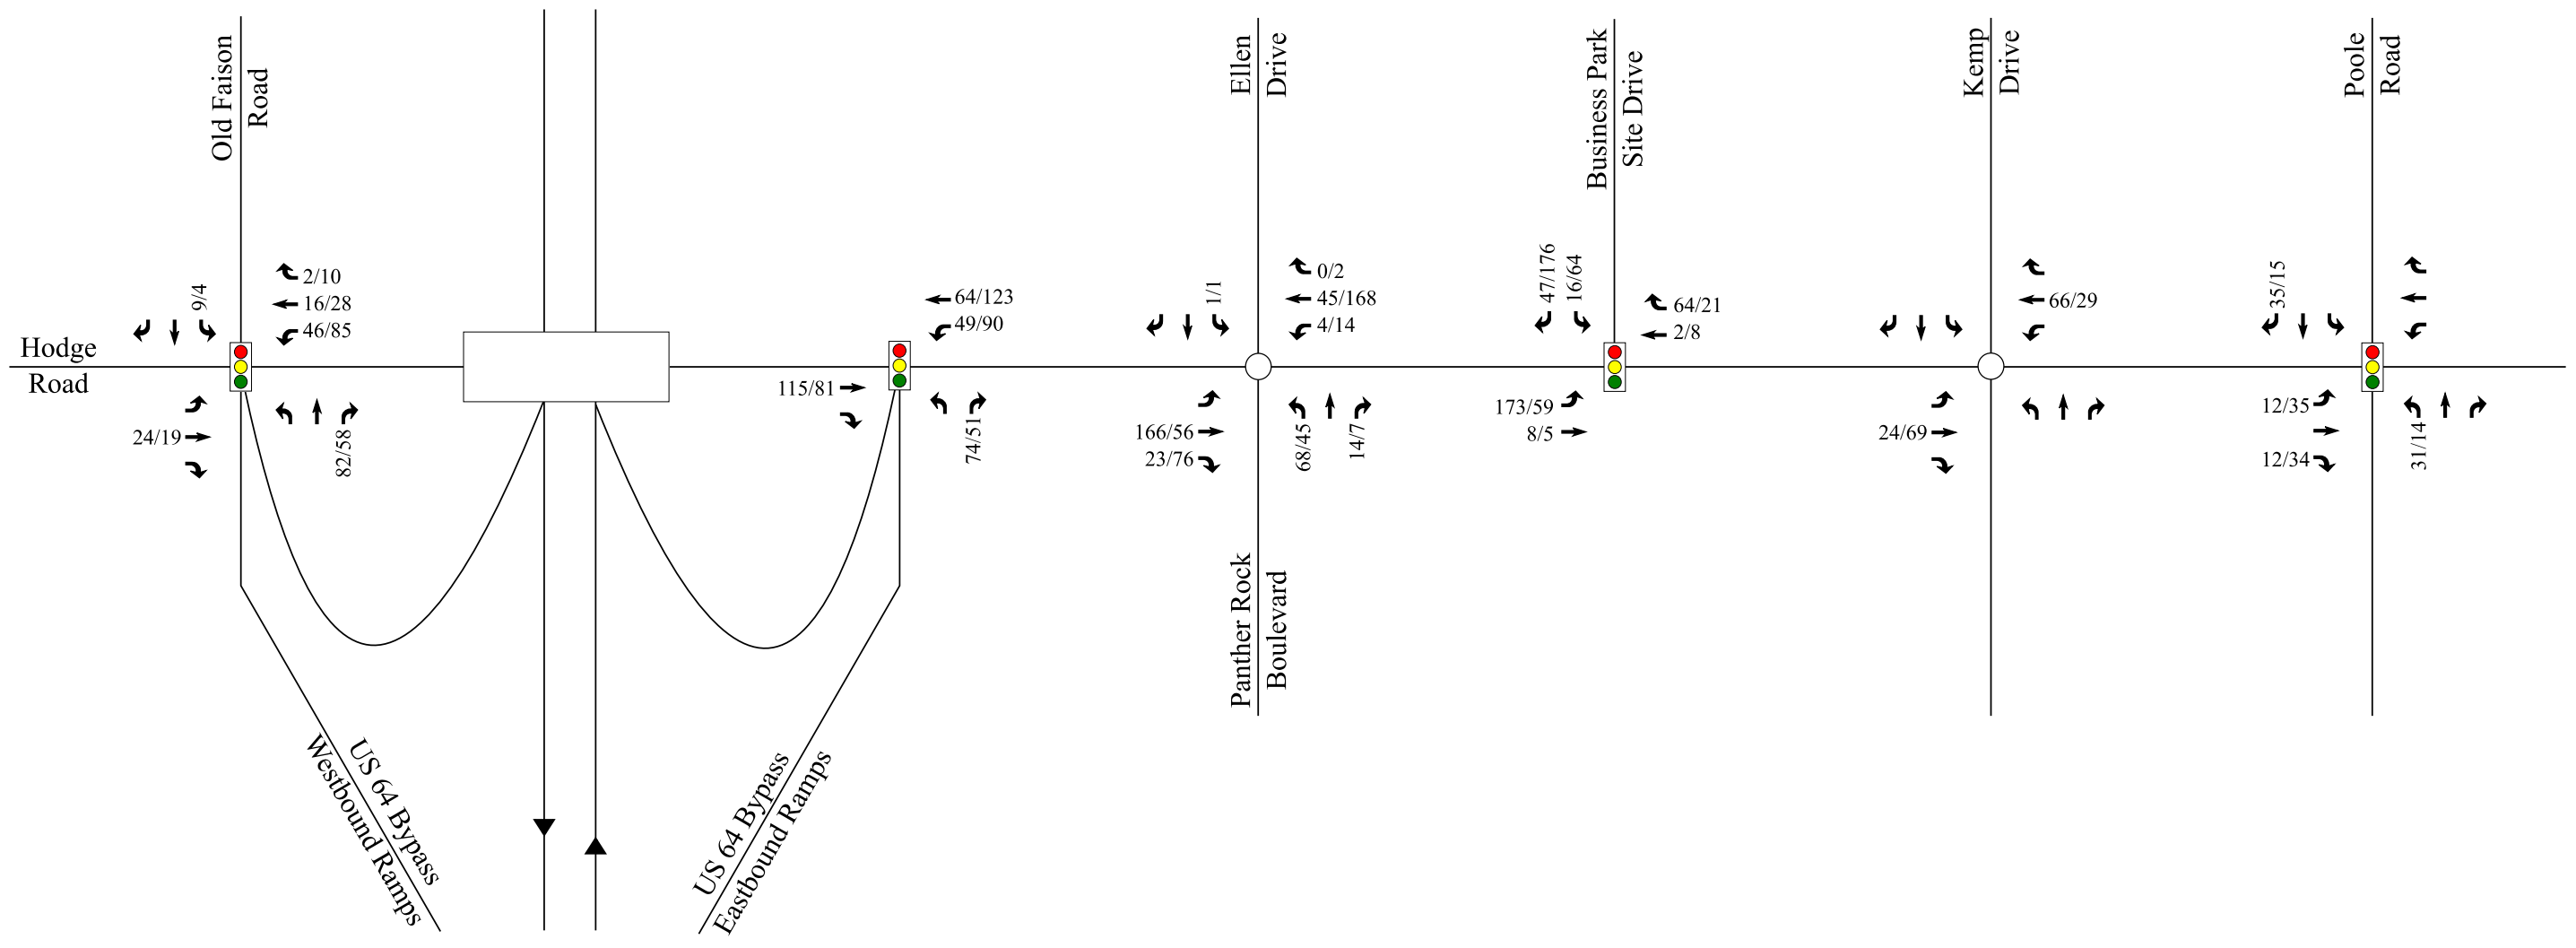 Old Faison
Road
Ellen
Drive
Business Park
Site Drive
Kemp
Drive
Poole
Road
Hodge
Road
9/4
2/10
16/28
46/85
24/19
82/58
64/123
49/90
115/81
74/51
1/1
0/2
45/168
4/14
166/56
23/76
68/45
14/7
47/176
16/64
64/21
2/8
173/59
8/5
66/29
24/69
35/15
12/35
12/34
31/14
Panther Rock
Boulevard
US 64 Bypass
Westbound Ramps
US 64 Bypass
Eastbound Ramps